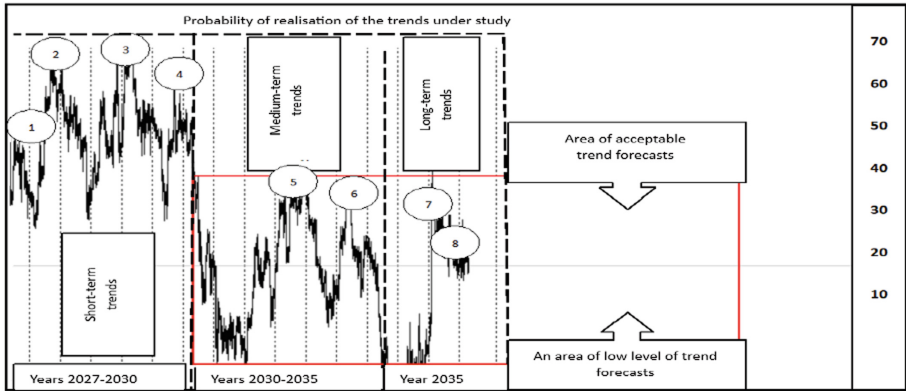 Probability of realisation of the trends under study
70
60
50
40
30
20
10
1
2
3
4
5
6
7
8
Short-term
trends
Medium-term
trends
Long-term
trends
Area of acceptable
trend forecasts
An area of low level of trend
forecasts
Years 2027-2030
Years 2030-2035
Year 2035